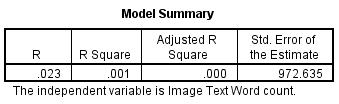 Model Summary
R R Square Adjusted R Square Std. Error of the Estimate
.023 .001 .000 972.635
The independent variable is Image Text Word count.